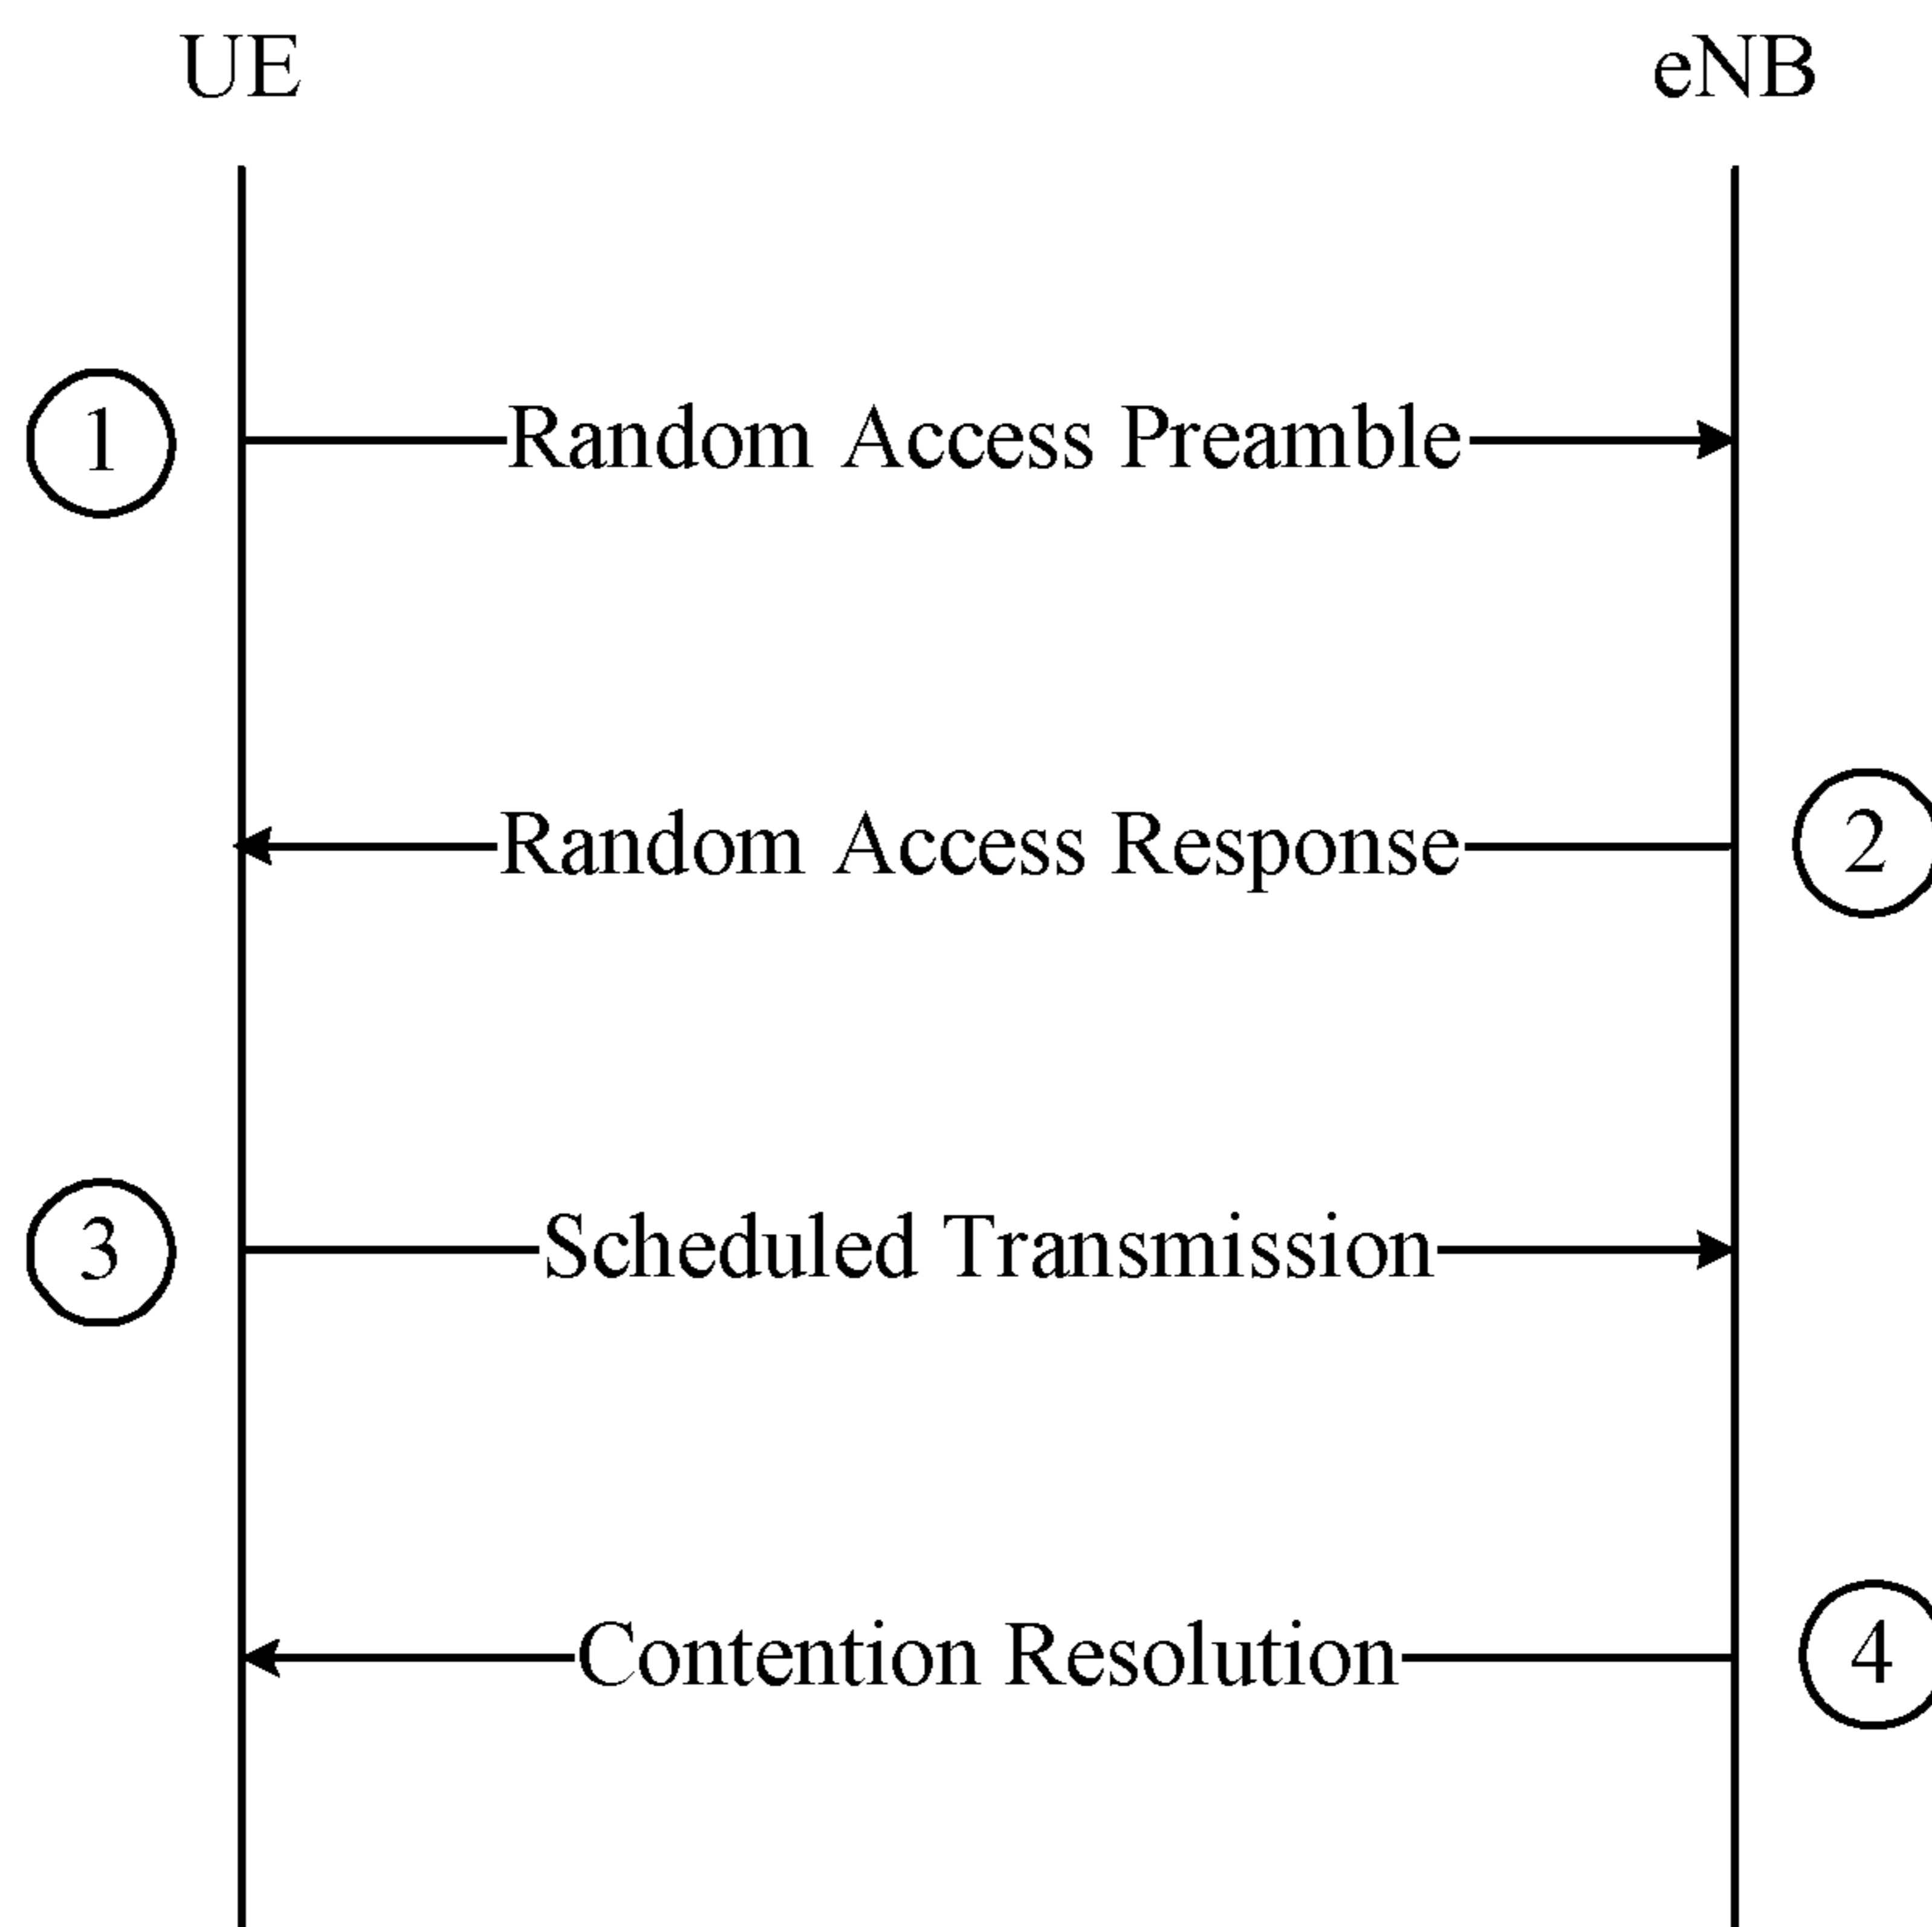 UE eNB
1 Random Access Preamble
Random Access Response 2
3 Scheduled Transmission
Contention Resolution 4